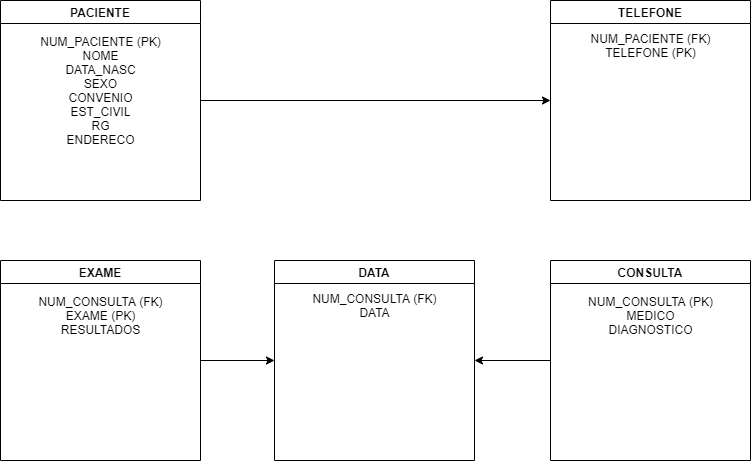 PACIENTE
NUM_PACIENTE (PK)
NOME
DATA_NASC
SEXO
CONVENIO
EST_CIVIL
RG
ENDERECO
TELEFONE
NUM_PACIENTE (FK)
TELEFONE (PK)
EXAME
NUM_CONSULTA (FK)
EXAME (PK)
RESULTADOS
DATA
NUM_CONSULTA (FK)
DATA
CONSULTA
NUM_CONSULTA (PK)
MEDICO
DIAGNOSTICO